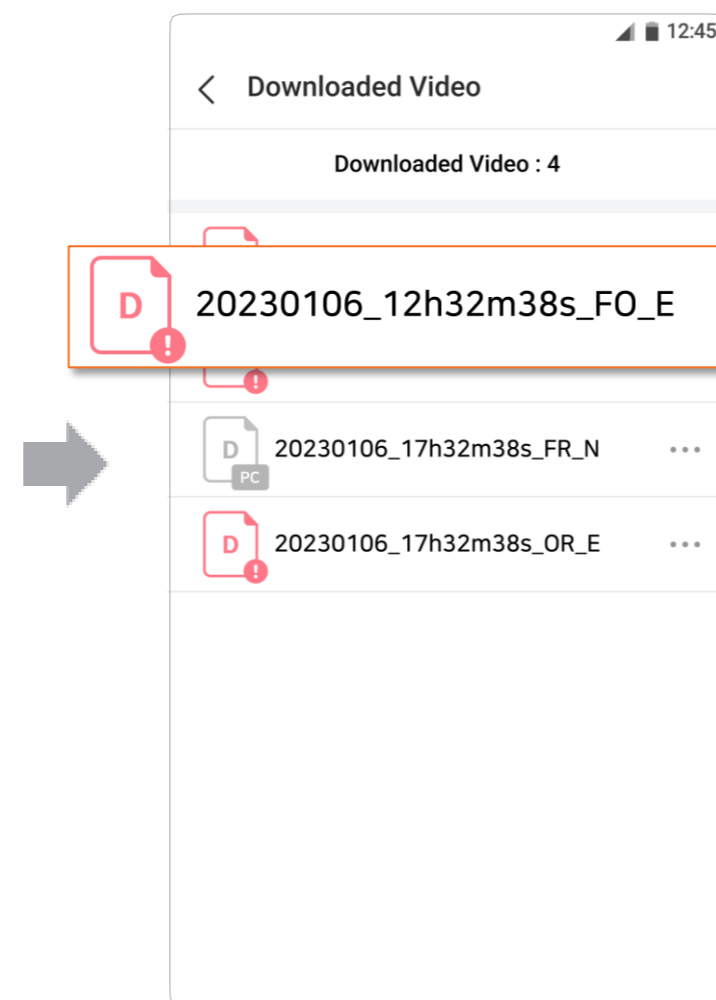 12:45
Downloaded Video
Downloaded Video : 4
D
20230106_12h32m38s_FO_E
D 20230106_17h32m38s_FR_N
PC
D 20230106_17h32m38s_OR_E